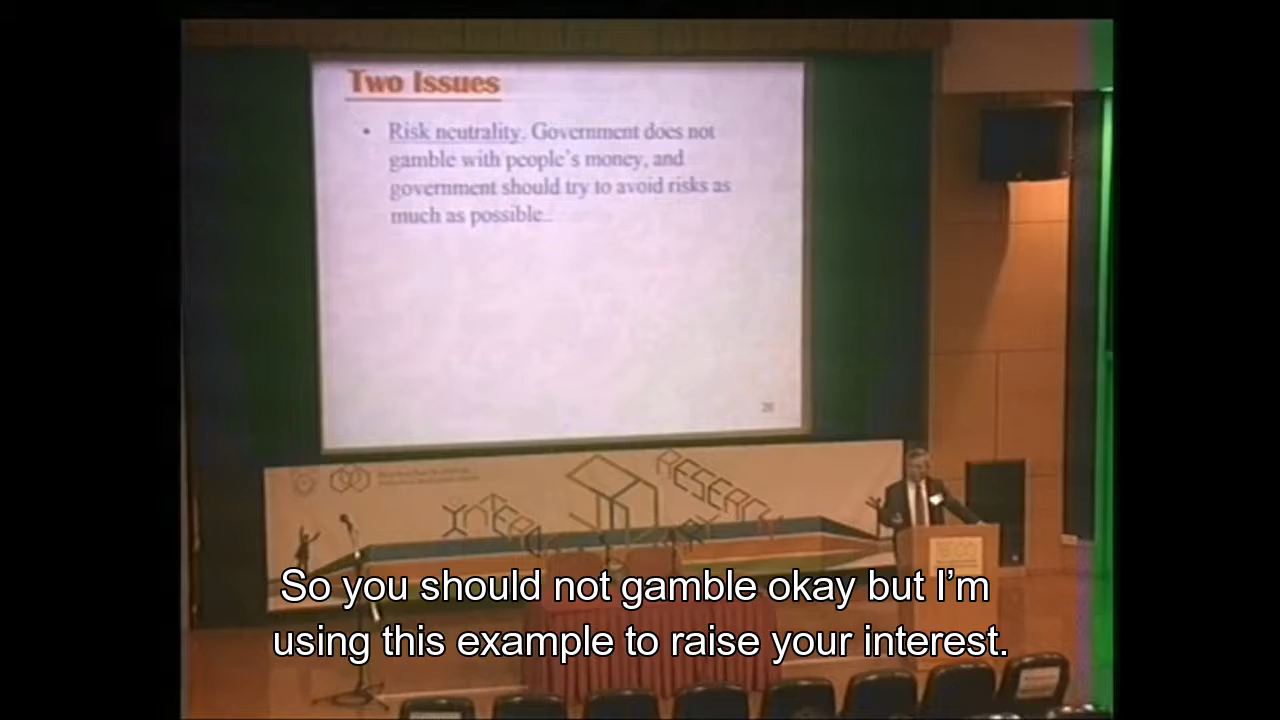 Two Issues
• Risk neutrality. Government does not
gamble with people's money, and
government should try to avoid risks as
much as possible..
RESEARCH
So you should not gamble okay but I'm
using this example to raise your interest.